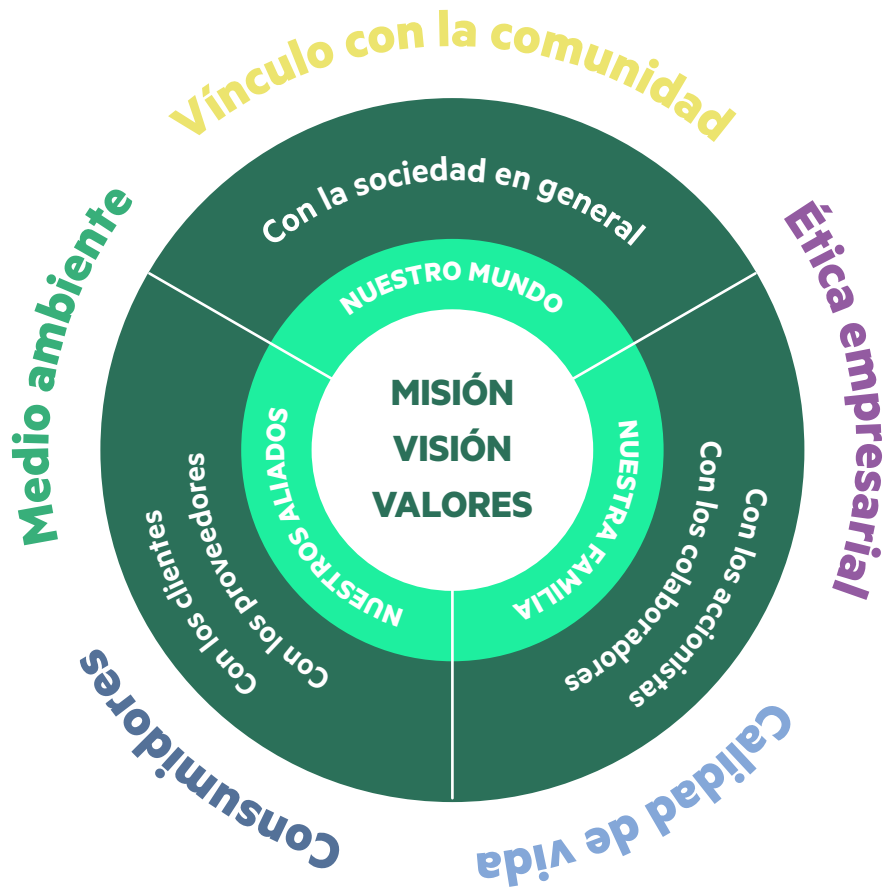 Vínculo con la comunidad
Ética empresarial
Calidad de vida
Consumidores
Medio ambiente
Con la sociedad en general
NUESTRO MUNDO
NUESTRA FAMILIA
Con los colaboradores
Con los accionistas
NUESTROS ALIADOS
Con los proveedores
Con los clientes
MISIÓN
VISIÓN
VALORES